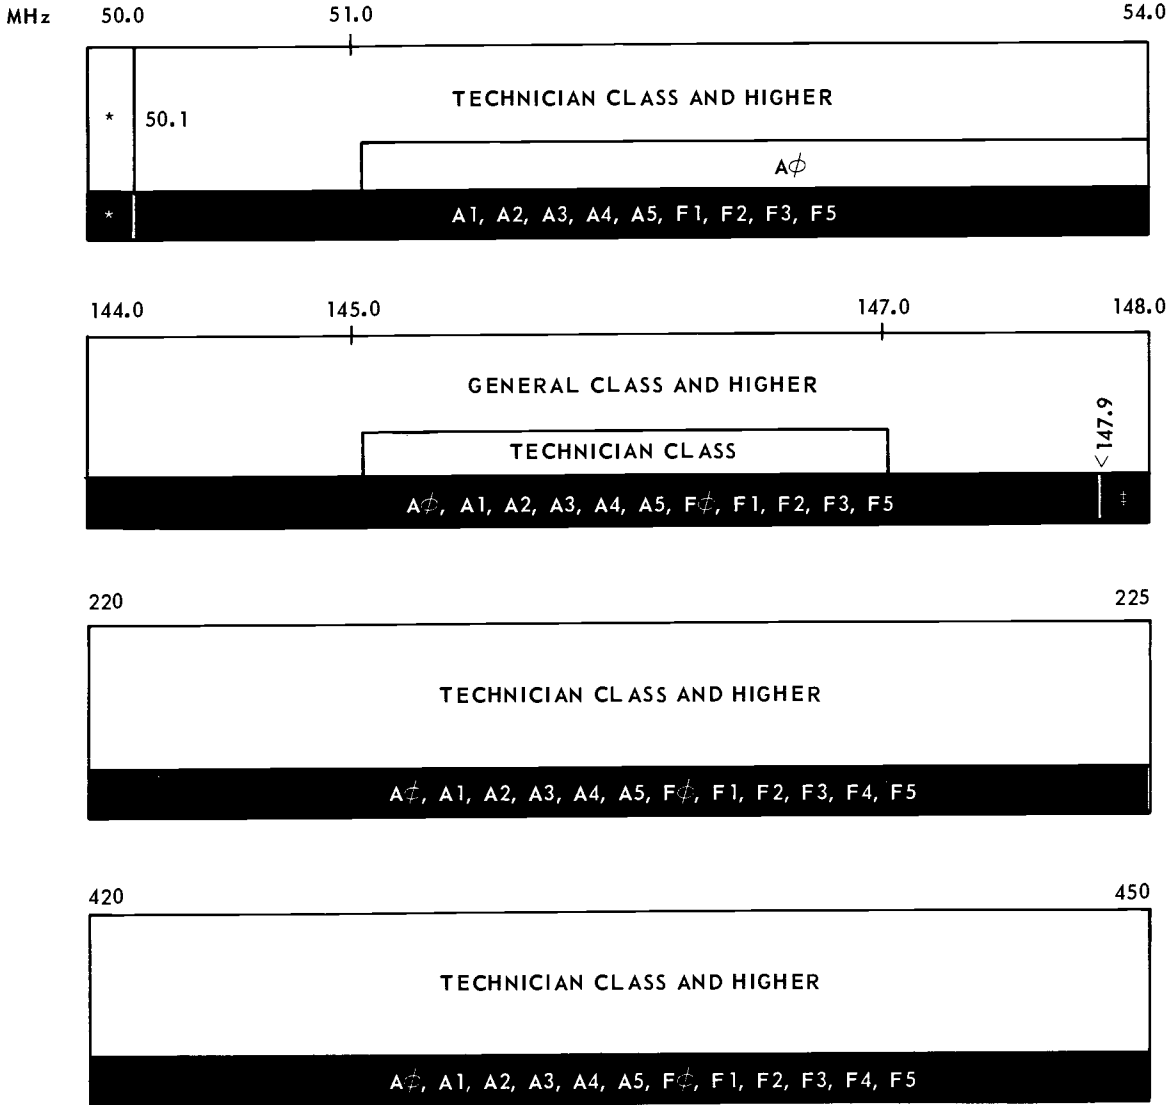 MHz 50.0 51.0 54.0
TECHNICIAN CLASS AND HIGHER
* 50.1
Aϕ
* A1, A2, A3, A4, A5, F1, F2, F3, F5
144.0 145.0 147.0 148.0
GENERAL CLASS AND HIGHER
<147.9
TECHNICIAN CLASS
Aϕ, A1, A2, A3, A4, A5, Fϕ, F1, F2, F3, F5 ‡
220 225
TECHNICIAN CLASS AND HIGHER
Aϕ, A1, A2, A3, A4, A5, Fϕ, F1, F2, F3, F4, F5
420 450
TECHNICIAN CLASS AND HIGHER
Aϕ, A1, A2, A3, A4, A5, Fϕ, F1, F2, F3, F4, F5